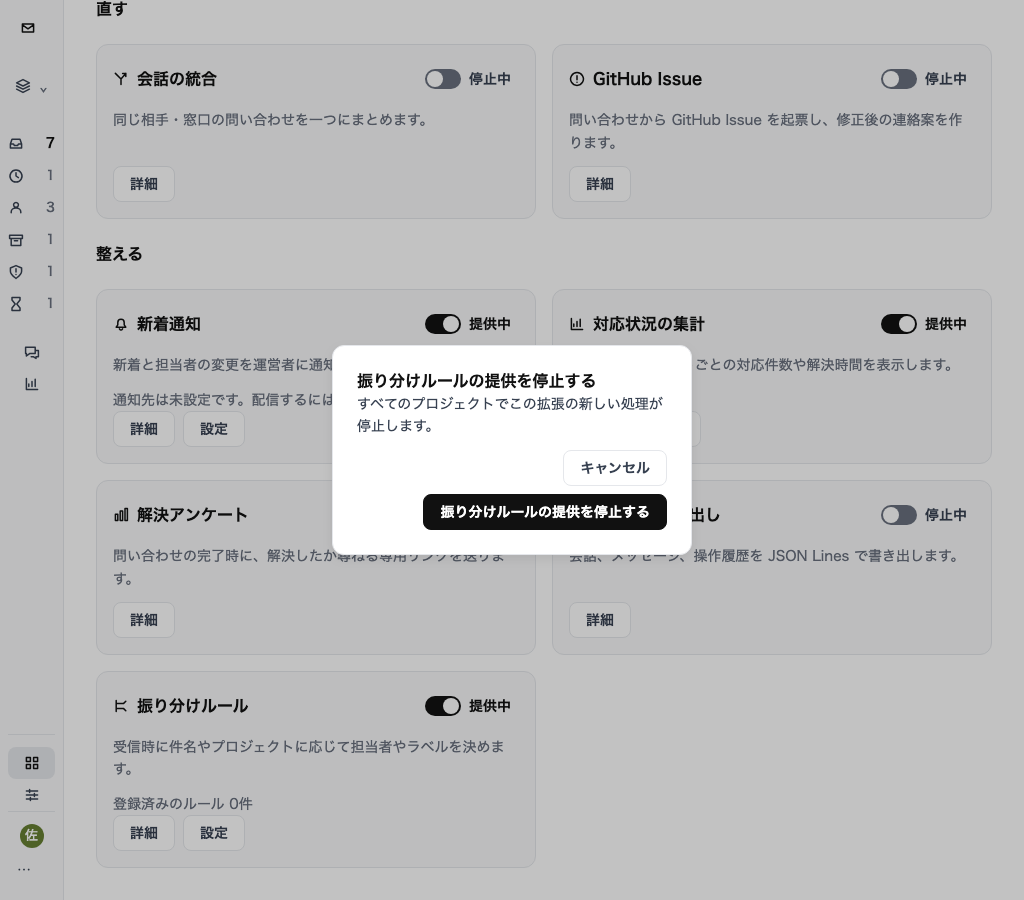 直す
会話の統合
停止中
同じ相手・窓口の問い合わせを一つにまとめます。
詳細
GitHub Issue
停止中
問い合わせから GitHub Issue を起票し、修正後の連絡案を作
ります。
詳細
7
1
3
1
1
1
整える
新着通知
提供中
新着と担当者の変更を運営者に通知
通知先は未設定です。配信するには
詳細
設定
対応状況の集計
提供中
ごとの対応件数や解決時間を表示します。
振り分けルールの提供を停止する
すべてのプロジェクトでこの拡張の新しい処理が
停止します。
キャンセル
振り分けルールの提供を停止する
解決アンケート
問い合わせの完了時に、解決したか尋ねる専用リンクを送りま
す。
詳細
出し
停止中
会話、メッセージ、操作履歴を JSON Lines で書き出します。
詳細
振り分けルール
提供中
受信時に件名やプロジェクトに応じて担当者やラベルを決めま
す。
登録済みのルール 0件
詳細
設定
佐
…